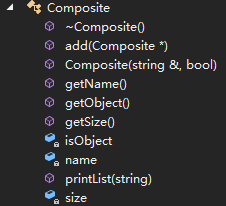 Composite
~Composite()
add(Composite *)
Composite(string &, bool)
getName()
getObject()
getSize()
isObject
name
printList(string)
size